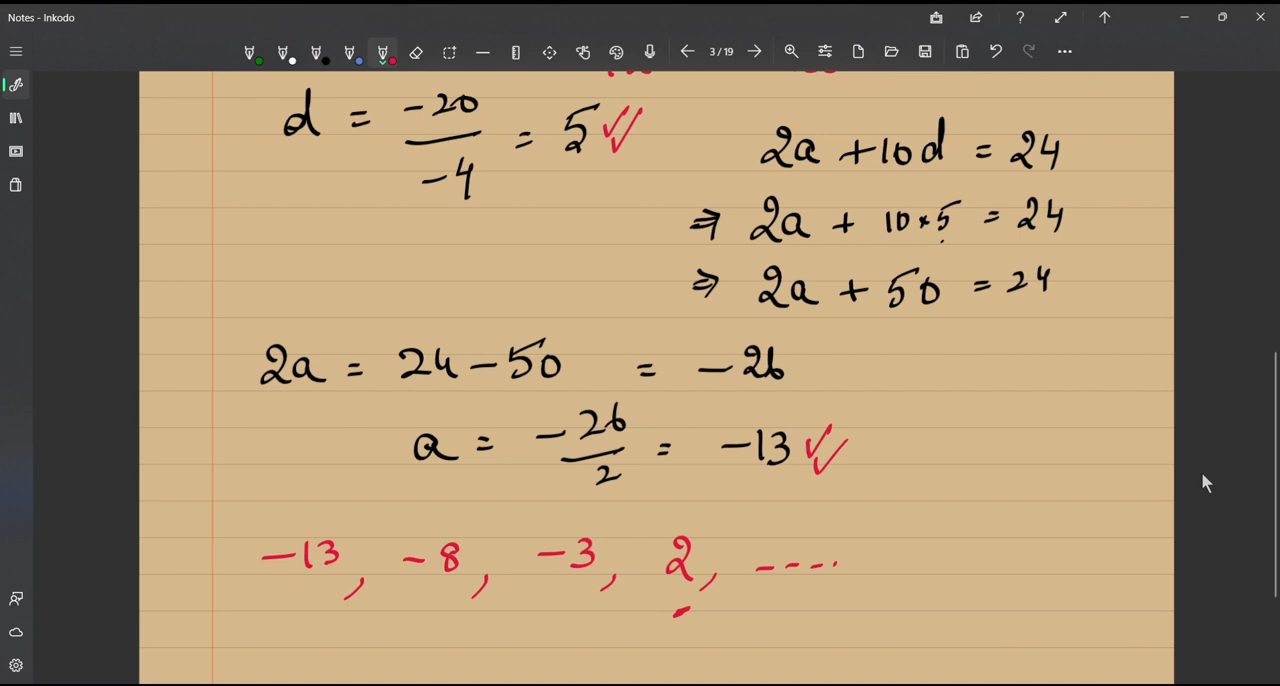 Notes - Inkodo
3 / 19
d = -20/-4 = 5
2a + 10d = 24
⇒ 2a + 10×5 = 24
⇒ 2a + 50 = 24
2a = 24 - 50 = -26
a = -26/2 = -13
-13, -8, -3, 2, ----.